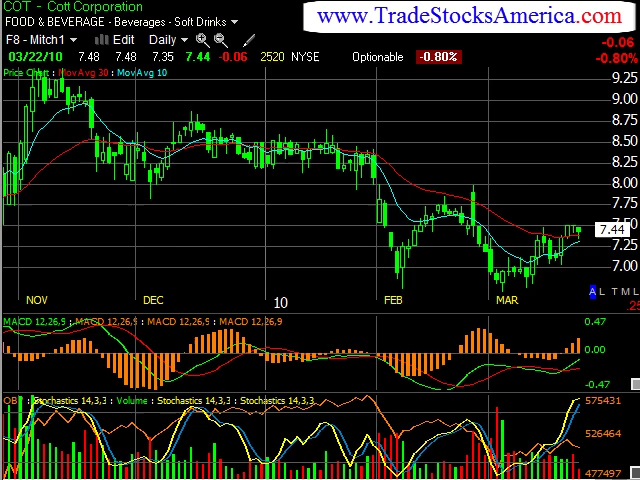 COT - Cott Corporation
www.TradeStocksAmerica.com
FOOD & BEVERAGE - Beverages - Soft Drinks
F8 - Mitch1 Edit Daily
-0.06
03/22/10 7.48 7.48 7.35 7.44 -0.06 2520 NYSE Optionable -0.80%
-0.80%
Price Chart : MovAvg 30 : MovAvg 10
9.25
9.00
8.75
8.50
8.25
8.00
7.75
7.50
7.44
7.25
7.00
A L T M L
NOV DEC 10 FEB MAR
.25
MACD 12,26,9 : MACD 12,26,9 : MACD 12,26,9 : MACD 12,26,9
0.47
0.00
-0.47
Stochastics 14,3,3 : Volume : Stochastics 14,3,3 : Stochastics 14,3,3
575431
526464
477497